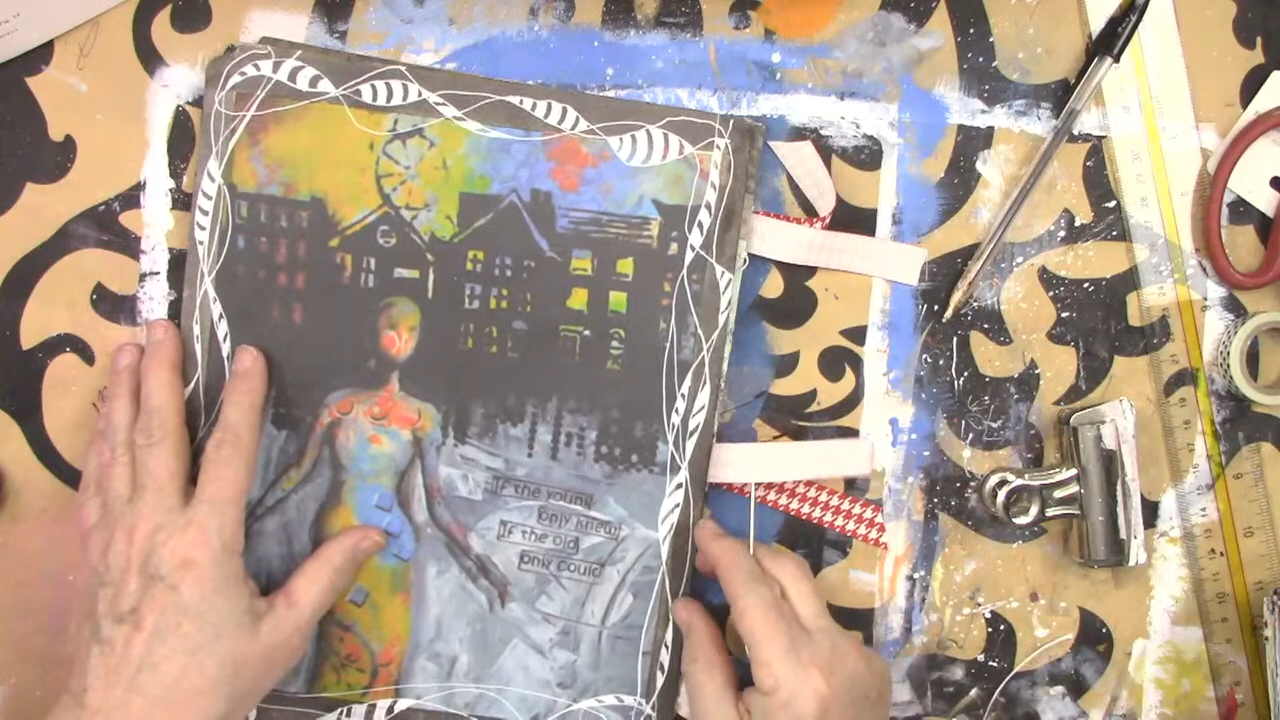 If the young
only knew!
If the old
only could